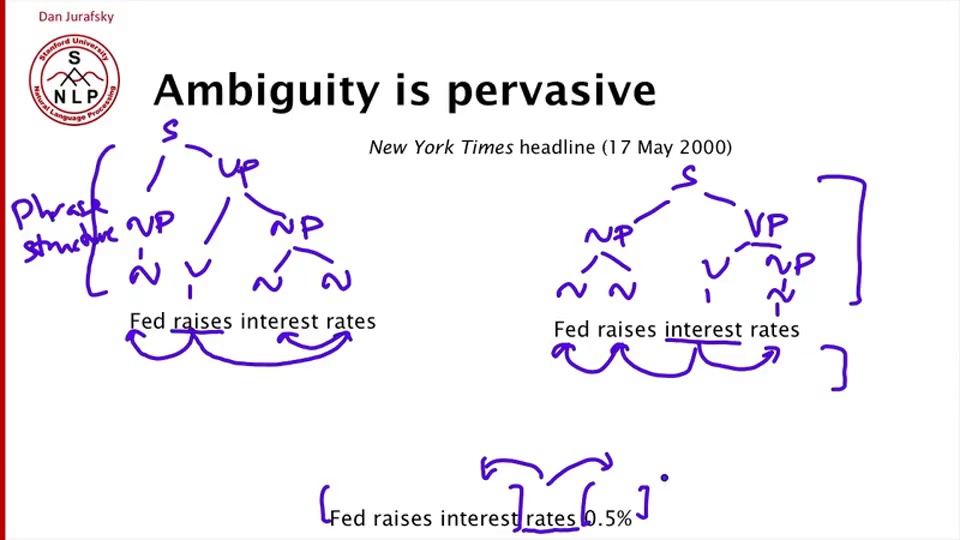 Dan Jurafsky
Stanford University
S
NLP
Natural Language Processing
Ambiguity is pervasive
New York Times headline (17 May 2000)
S
VP
Phrase
structure
NP
NP
N V N N
Fed raises interest rates
S
NP VP
V NP
N N N
Fed raises interest rates
[Fed raises interest] rates [0.5%]